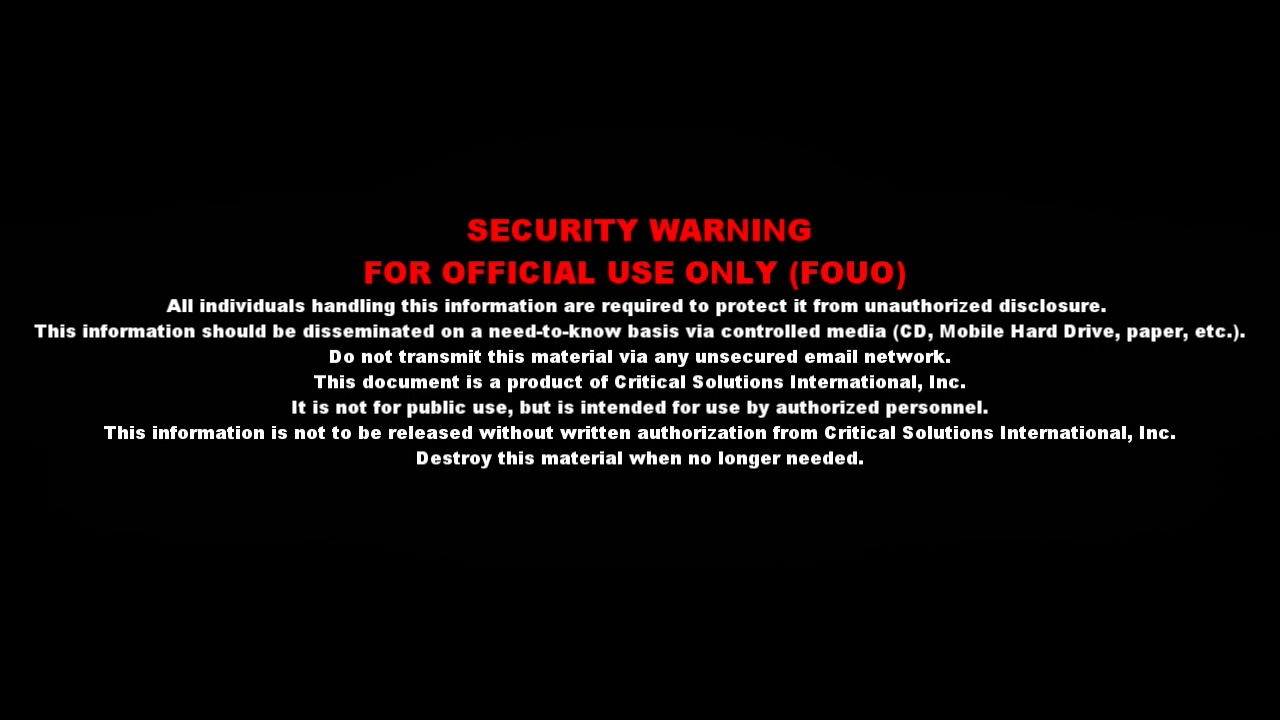 SECURITY WARNING
FOR OFFICIAL USE ONLY (FOUO)
All individuals handling this information are required to protect it from unauthorized disclosure.
This information should be disseminated on a need-to-know basis via controlled media (CD, Mobile Hard Drive, paper, etc.).
Do not transmit this material via any unsecured email network.
This document is a product of Critical Solutions International, Inc.
It is not for public use, but is intended for use by authorized personnel.
This information is not to be released without written authorization from Critical Solutions International, Inc.
Destroy this material when no longer needed.